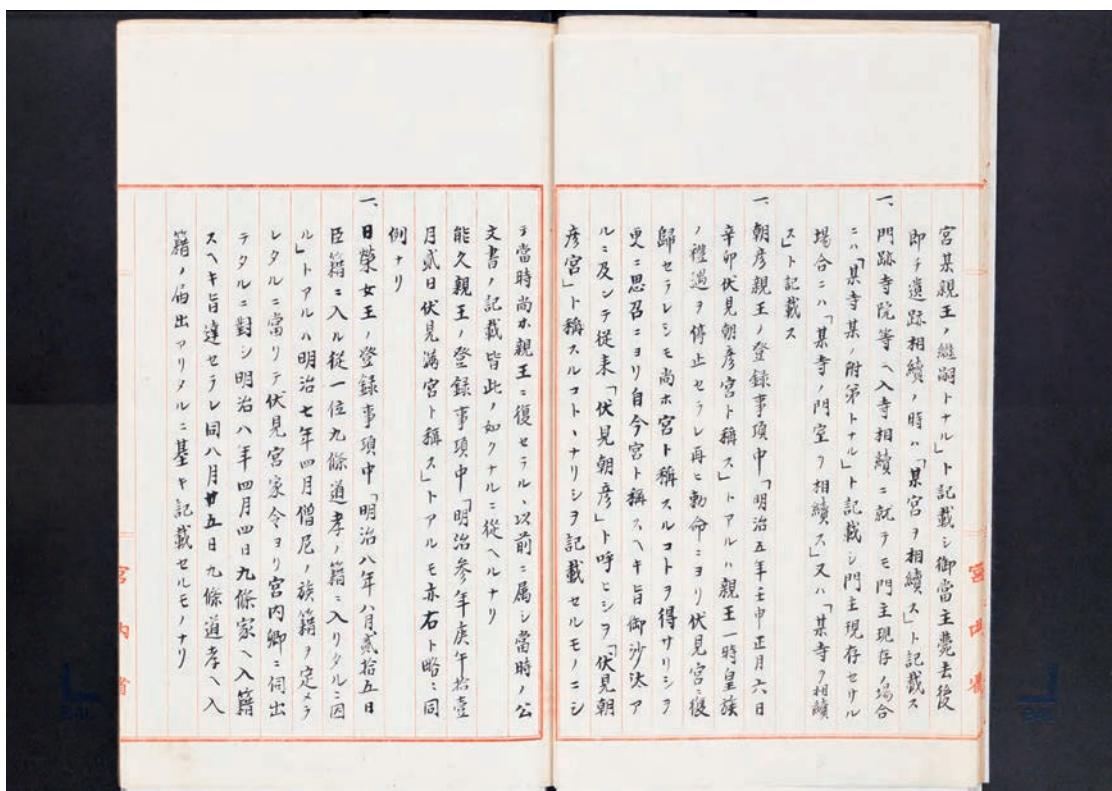 宮某親王ノ継嗣トナル」ト記載シ御當主薨去後
即チ遺跡相續ノ時ハ「某宮ヲ相續ス」ト記載ス
一、門跡寺院等ヘ入寺相續ニ就テモ門主現存ノ場合
ニハ「某寺某ノ附第トナル」ト記載シ門主現存セサル
場合ニハ「某寺ノ門室ヲ相續ス」又ハ「某寺ヲ相續
ス」ト記載ス
一、朝彦親王ノ登録事項中「明治五年壬申正月六日
辛卯伏見朝彦宮ト稱ス」トアルハ親王一時皇族
ノ禮遇ヲ停止セラレ再ヒ勅命ニヨリ伏見宮ニ復
歸セラレシモ尚ホ宮ト稱スルコトヲ得サリシヲ
更ニ思召ニヨリ自今宮ト稱スヘキ旨御沙汰ア
ルニ及ンテ従来「伏見朝彦」ト呼ヒシヲ「伏見朝
彦宮」ト稱スルコトヽナリシヲ記載セルモノニシ
宮内省
テ當時尚ホ親王ニ復セラルヽ以前ニ属シ當時ノ公
文書ノ記載皆此ノ如クナルニ從ヘルナリ
能久親王ノ登録事項中「明治参年庚午拾壹
月貳日伏見満宮ト稱ス」トアルモ亦右ト略ニ同
例ナリ
一、日榮女王ノ登録事項中「明治八年八月貳拾五日
臣籍ニ入ル從一位九條道孝ノ籍ニ入リタルニ因
ル」トアルハ明治七年四月僧尼ノ族籍ヲ定メラ
レタルニ當リテ伏見宮家令ヨリ宮内卿ニ伺出
テタルニ對シ明治八年四月四日九條家ヘ入籍
スヘキ旨達セラレ同八月廿五日九條道孝ヘ入
籍ノ届出アリタルニ基キ記載セルモノナリ
宮内省